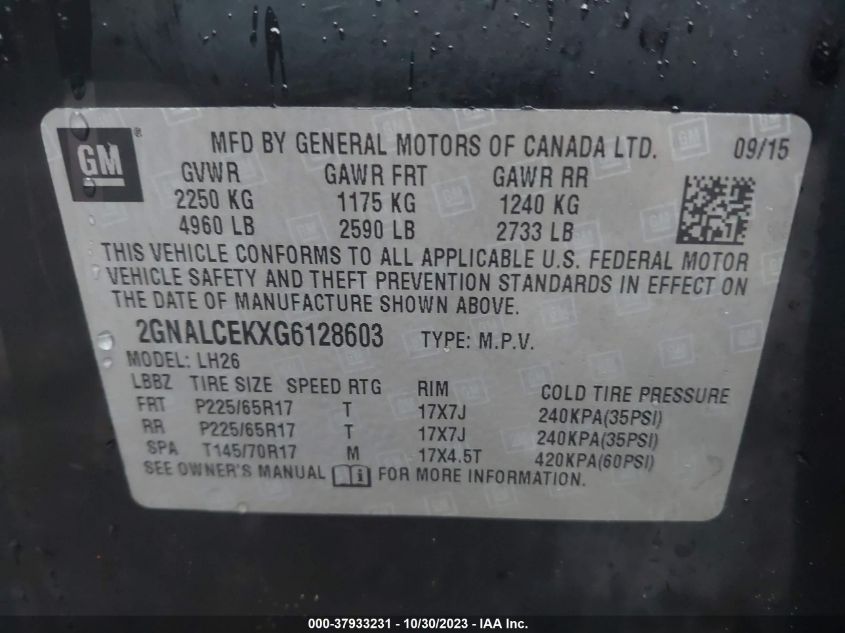 GM ® MFD BY GENERAL MOTORS OF CANADA LTD. 09/15
GVWR GAWR FRT GAWR RR
2250 KG 1175 KG 1240 KG
4960 LB 2590 LB 2733 LB
THIS VEHICLE CONFORMS TO ALL APPLICABLE U.S. FEDERAL MOTOR
VEHICLE SAFETY AND THEFT PREVENTION STANDARDS IN EFFECT ON
THE DATE OF MANUFACTURE SHOWN ABOVE.
2GNALCEKXG6128603 TYPE: M.P.V.
MODEL: LH26
LBBZ TIRE SIZE SPEED RTG RIM COLD TIRE PRESSURE
FRT P225/65R17 T 17X7J 240KPA(35PSI)
RR P225/65R17 T 17X7J 240KPA(35PSI)
SPA T145/70R17 M 17X4.5T 420KPA(60PSI)
SEE OWNER'S MANUAL i FOR MORE INFORMATION.
000-37933231 - 10/30/2023 - IAA Inc.